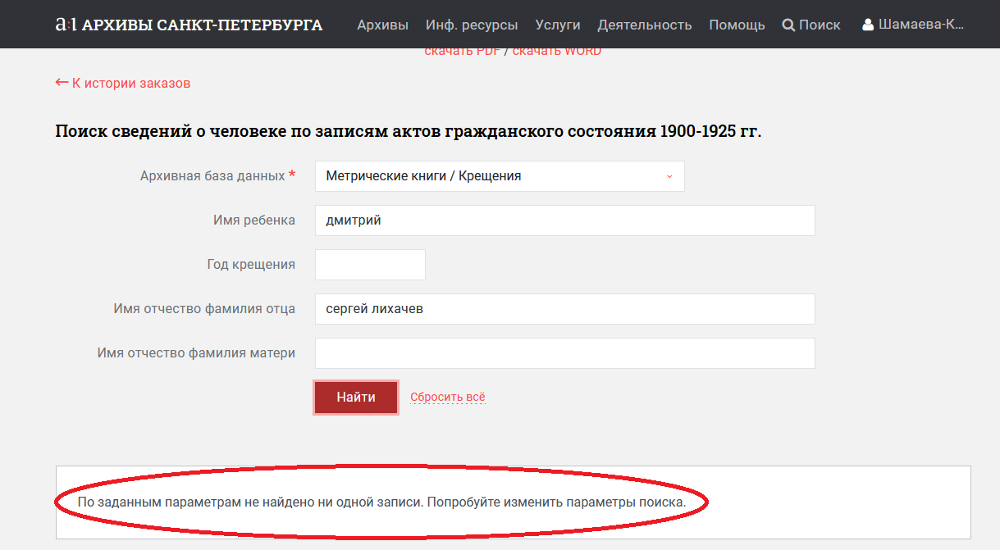 a:1 АРХИВЫ САНКТ-ПЕТЕРБУРГА Архивы Инф. ресурсы Услуги Деятельность Помощь Поиск Шамаева-К...
скачать PDF / скачать WORD
← К истории заказов
Поиск сведений о человеке по записям актов гражданского состояния 1900-1925 гг.
Архивная база данных * Метрические книги / Крещения
Имя ребенка дмитрий
Год крещения
Имя отчество фамилия отца сергей лихачев
Имя отчество фамилия матери
Найти Сбросить всё
По заданным параметрам не найдено ни одной записи. Попробуйте изменить параметры поиска.